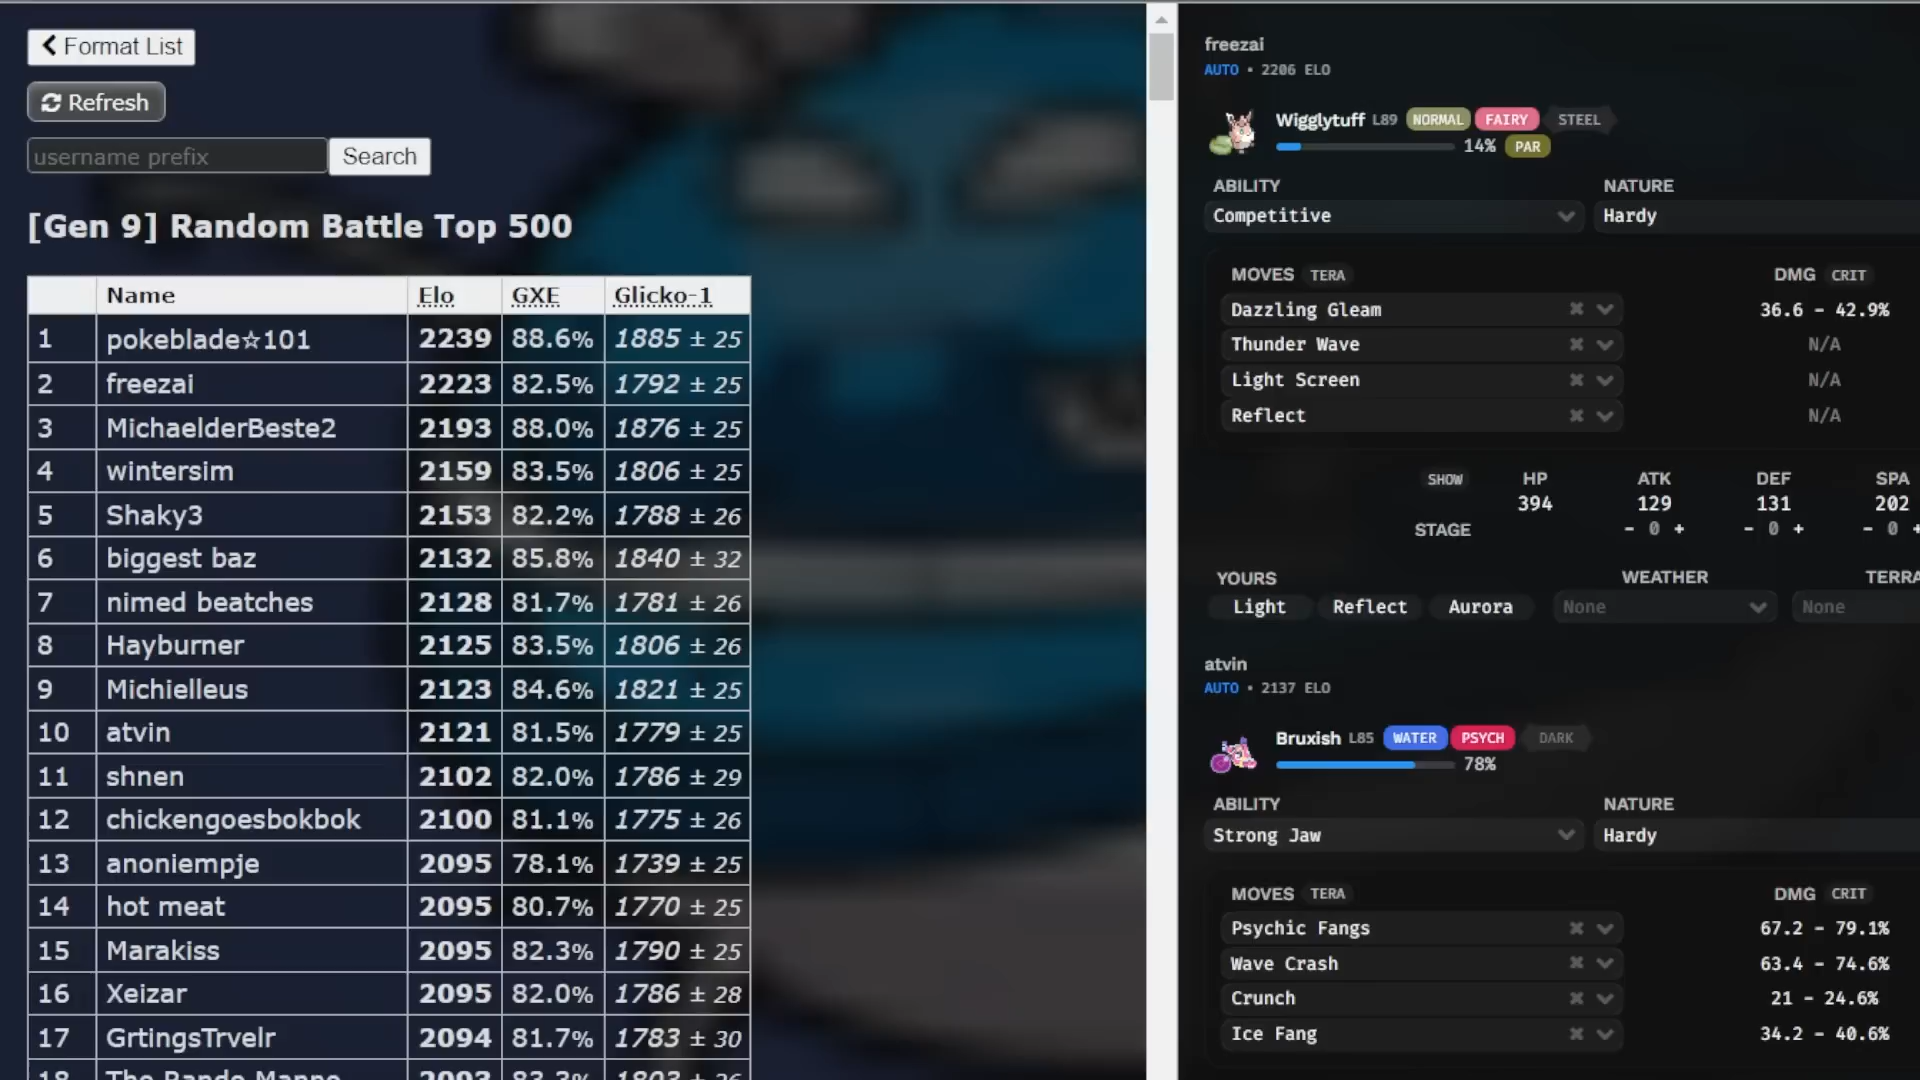 Format List
Refresh
username prefix
Search
[Gen 9] Random Battle Top 500
Name Elo GXE Glicko-1
1 pokeblade☆101 2239 88.6% 1885 ± 25
2 freezai 2223 82.5% 1792 ± 25
3 MichaelderBeste2 2193 88.0% 1876 ± 25
4 wintersim 2159 83.5% 1806 ± 25
5 Shaky3 2153 82.2% 1788 ± 26
6 biggest baz 2132 85.8% 1840 ± 32
7 nimed beatches 2128 81.7% 1781 ± 26
8 Hayburner 2125 83.5% 1806 ± 26
9 Michielleus 2123 84.6% 1821 ± 25
10 atvin 2121 81.5% 1779 ± 25
11 shnen 2102 82.0% 1786 ± 29
12 chickengoesbokbok 2100 81.1% 1775 ± 26
13 anoniempje 2095 78.1% 1739 ± 25
14 hot meat 2095 80.7% 1770 ± 25
15 Marakiss 2095 82.3% 1790 ± 25
16 Xeizar 2095 82.0% 1786 ± 28
17 GrtingsTrvelr 2094 81.7% 1783 ± 30
freezai
AUTO • 2206 ELO
Wigglytuff L89 NORMAL FAIRY STEEL
14% PAR
ABILITY NATURE
Competitive Hardy
MOVES TERA DMG CRIT
Dazzling Gleam 36.6 - 42.9%
Thunder Wave N/A
Light Screen N/A
Reflect N/A
SHOW HP ATK DEF SPA
394 129 131 202
STAGE - 0 + - 0 + - 0 +
YOURS WEATHER TERRA
Light Reflect Aurora None None
atvin
AUTO • 2137 ELO
Bruxish L85 WATER PSYCH DARK
78%
ABILITY NATURE
Strong Jaw Hardy
MOVES TERA DMG CRIT
Psychic Fangs 67.2 - 79.1%
Wave Crash 63.4 - 74.6%
Crunch 21 - 24.6%
Ice Fang 34.2 - 40.6%